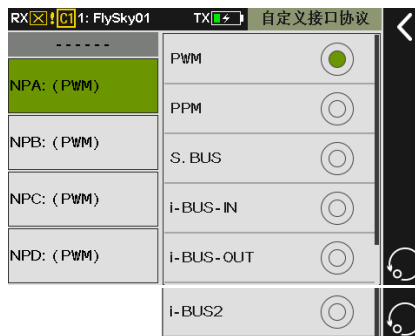 RX ! C1 1: FlySky01 TX 自定义接口协议
------
NPA: (PWM)
NPB: (PWM)
NPC: (PWM)
NPD: (PWM)
PWM
PPM
S.BUS
i-BUS-IN
i-BUS-OUT
i-BUS2